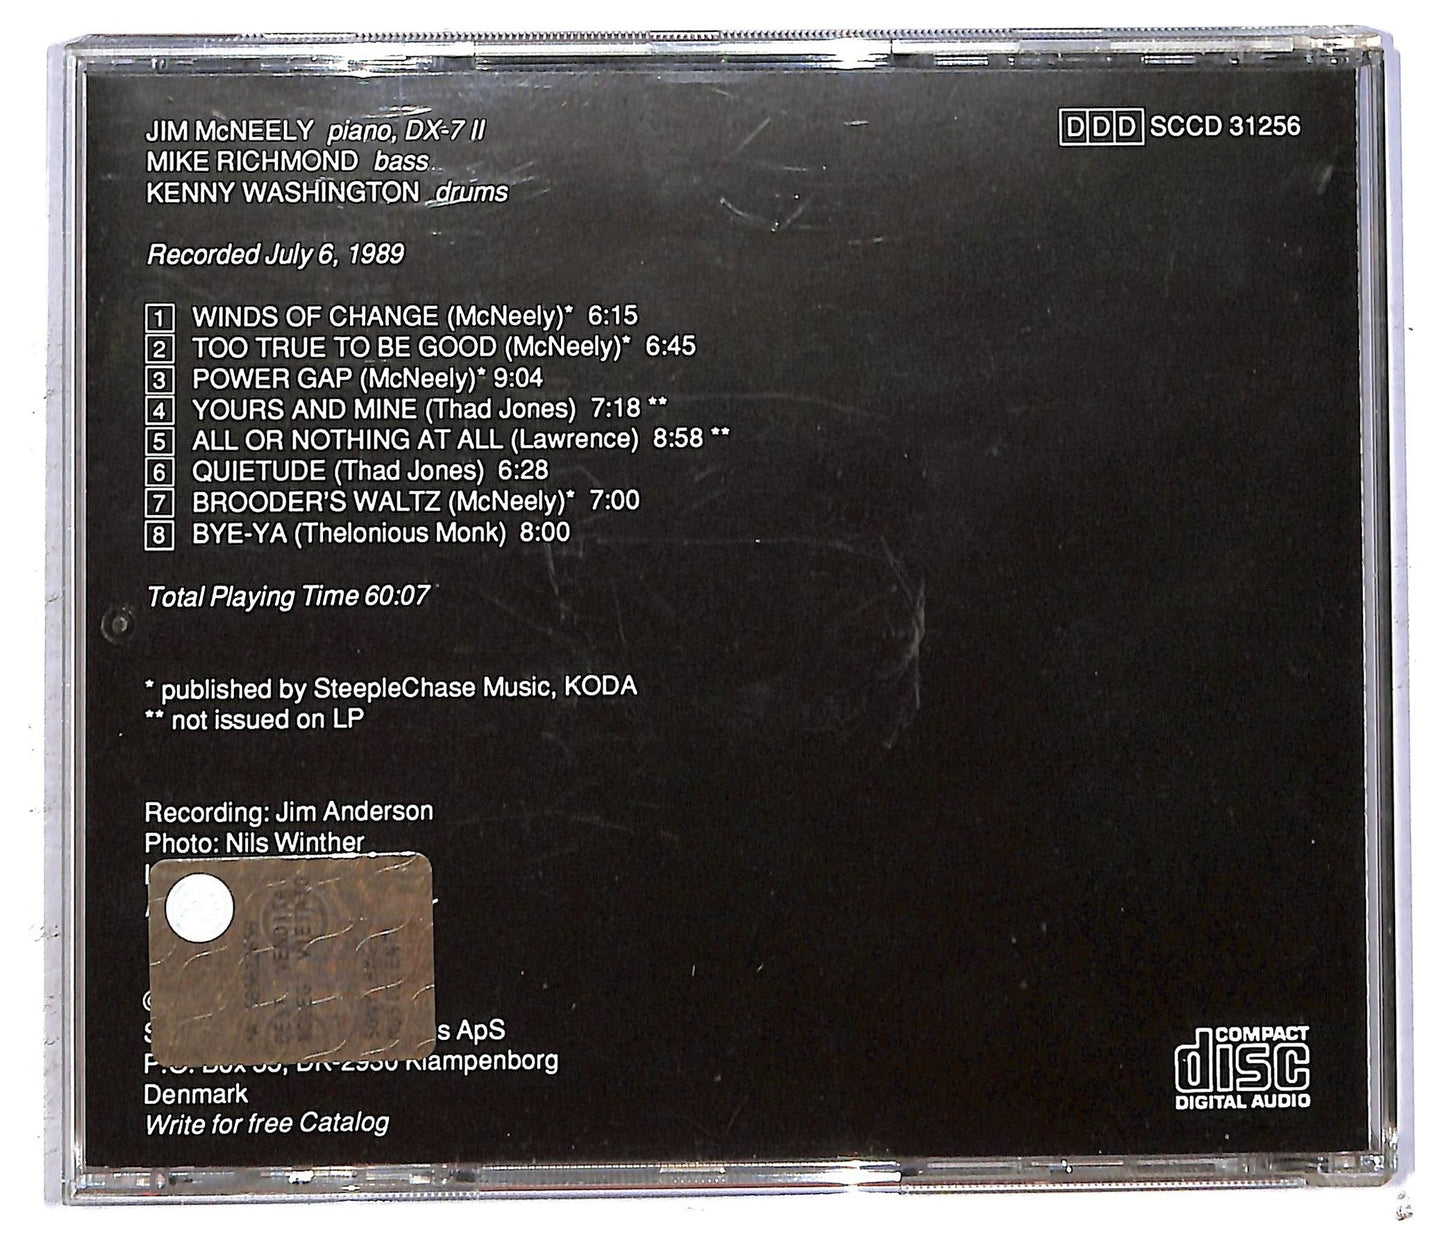 JIM McNEELY piano, DX-7 II
MIKE RICHMOND bass
KENNY WASHINGTON drums
DDD SCCD 31256
Recorded July 6, 1989
1 WINDS OF CHANGE (McNeely)* 6:15
2 TOO TRUE TO BE GOOD (McNeely)* 6:45
3 POWER GAP (McNeely)* 9:04
4 YOURS AND MINE (Thad Jones) 7:18 **
5 ALL OR NOTHING AT ALL (Lawrence) 8:58 **
6 QUIETUDE (Thad Jones) 6:28
7 BROODER'S WALTZ (McNeely)* 7:00
8 BYE-YA (Thelonious Monk) 8:00
Total Playing Time 60:07
* published by SteepleChase Music, KODA
** not issued on LP
Recording: Jim Anderson
Photo: Nils Winther
©
ApS
P.O. Box DK-2930 Klampenborg
Denmark
Write for free Catalog
COMPACT
disc
DIGITAL AUDIO